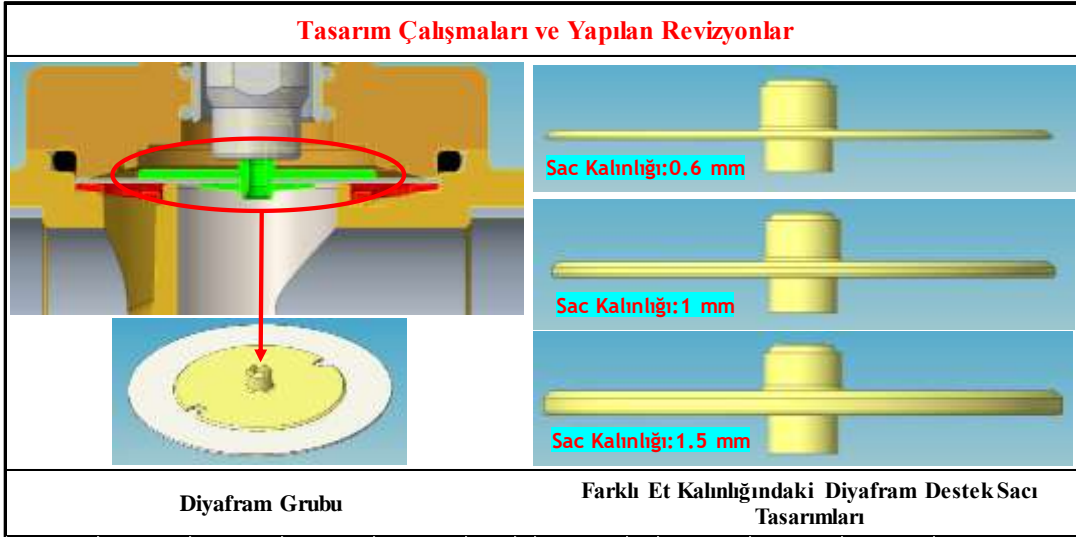 Tasarım Çalışmaları ve Yapılan Revizyonlar
Sac Kalınlığı:0.6 mm
Sac Kalınlığı:1 mm
Sac Kalınlığı:1.5 mm
Diyafram Grubu
Farklı Et Kalınlığındaki Diyafram Destek Sacı
Tasarımları